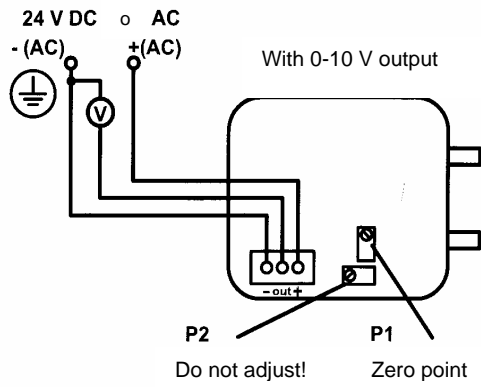 24 V DC o AC
- (AC) +(AC)
With 0-10 V output
V
- out +
P2 P1
Do not adjust! Zero point